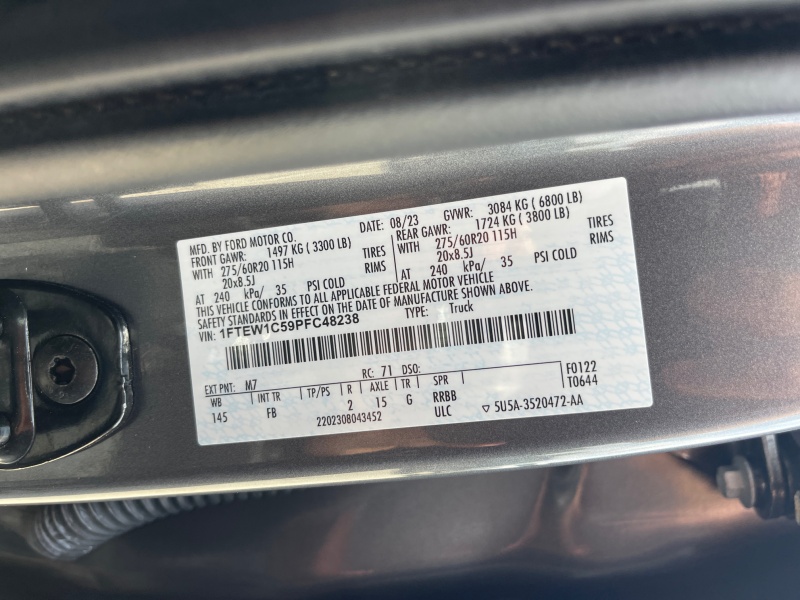 MFD. BY FORD MOTOR CO. DATE: 08/23 GVWR: 3084 KG ( 6800 LB)
FRONT GAWR: 1497 KG ( 3300 LB) REAR GAWR: 1724 KG ( 3800 LB)
WITH 275/60R20 115H TIRES WITH 275/60R20 115H TIRES
20x8.5J RIMS 20x8.5J RIMS
AT 240 kPa/ 35 PSI COLD AT 240 kPa/ 35 PSI COLD
THIS VEHICLE CONFORMS TO ALL APPLICABLE FEDERAL MOTOR VEHICLE
SAFETY STANDARDS IN EFFECT ON THE DATE OF MANUFACTURE SHOWN ABOVE.
VIN: 1FTEW1C59PFC48238 TYPE: Truck
EXT PNT: M7 RC: 71 DSO: F0122
WB INT TR TP/PS R AXLE TR SPR T0644
145 FB 2 15 G RRBB
2202308043452 ULC ▽ 5U5A-3520472-AA